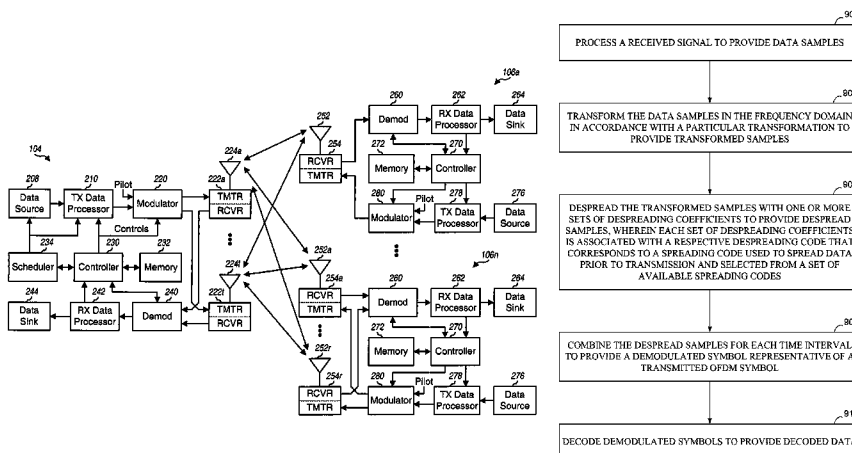 104
208
Data
Source
210
TX Data
Processor
Pilot
220
Modulator
Controls
234
Scheduler
230
Controller
232
Memory
244
Data
Sink
242
RX Data
Processor
240
Demod
224a
222a
TMTR
RCVR
224t
222t
TMTR
RCVR
106a
252
254
RCVR
TMTR
260
Demod
262
RX Data
Processor
264
Data
Sink
272
Memory
270
Controller
280
Modulator
Pilot
278
TX Data
Processor
276
Data
Source
106n
252a
254a
RCVR
TMTR
252r
254r
RCVR
TMTR
260
Demod
262
RX Data
Processor
264
Data
Sink
272
Memory
270
Controller
280
Modulator
Pilot
278
TX Data
Processor
276
Data
Source
PROCESS A RECEIVED SIGNAL TO PROVIDE DATA SAMPLES
TRANSFORM THE DATA SAMPLES IN THE FREQUENCY DOMAIN
IN ACCORDANCE WITH A PARTICULAR TRANSFORMATION TO
PROVIDE TRANSFORMED SAMPLES
DESPREAD THE TRANSFORMED SAMPLES WITH ONE OR MORE
SETS OF DESPREADING COEFFICIENTS TO PROVIDE DESPREAD
SAMPLES, WHEREIN EACH SET OF DESPREADING COEFFICIENTS
IS ASSOCIATED WITH A RESPECTIVE DESPREADING CODE THAT
CORRESPONDS TO A SPREADING CODE USED TO SPREAD DATA
PRIOR TO TRANSMISSION AND SELECTED FROM A SET OF
AVAILABLE SPREADING CODES
COMBINE THE DESPREAD SAMPLES FOR EACH TIME INTERVAL
TO PROVIDE A DEMODULATED SYMBOL REPRESENTATIVE OF A
TRANSMITTED OFDM SYMBOL
DECODE DEMODULATED SYMBOLS TO PROVIDE DECODED DATA